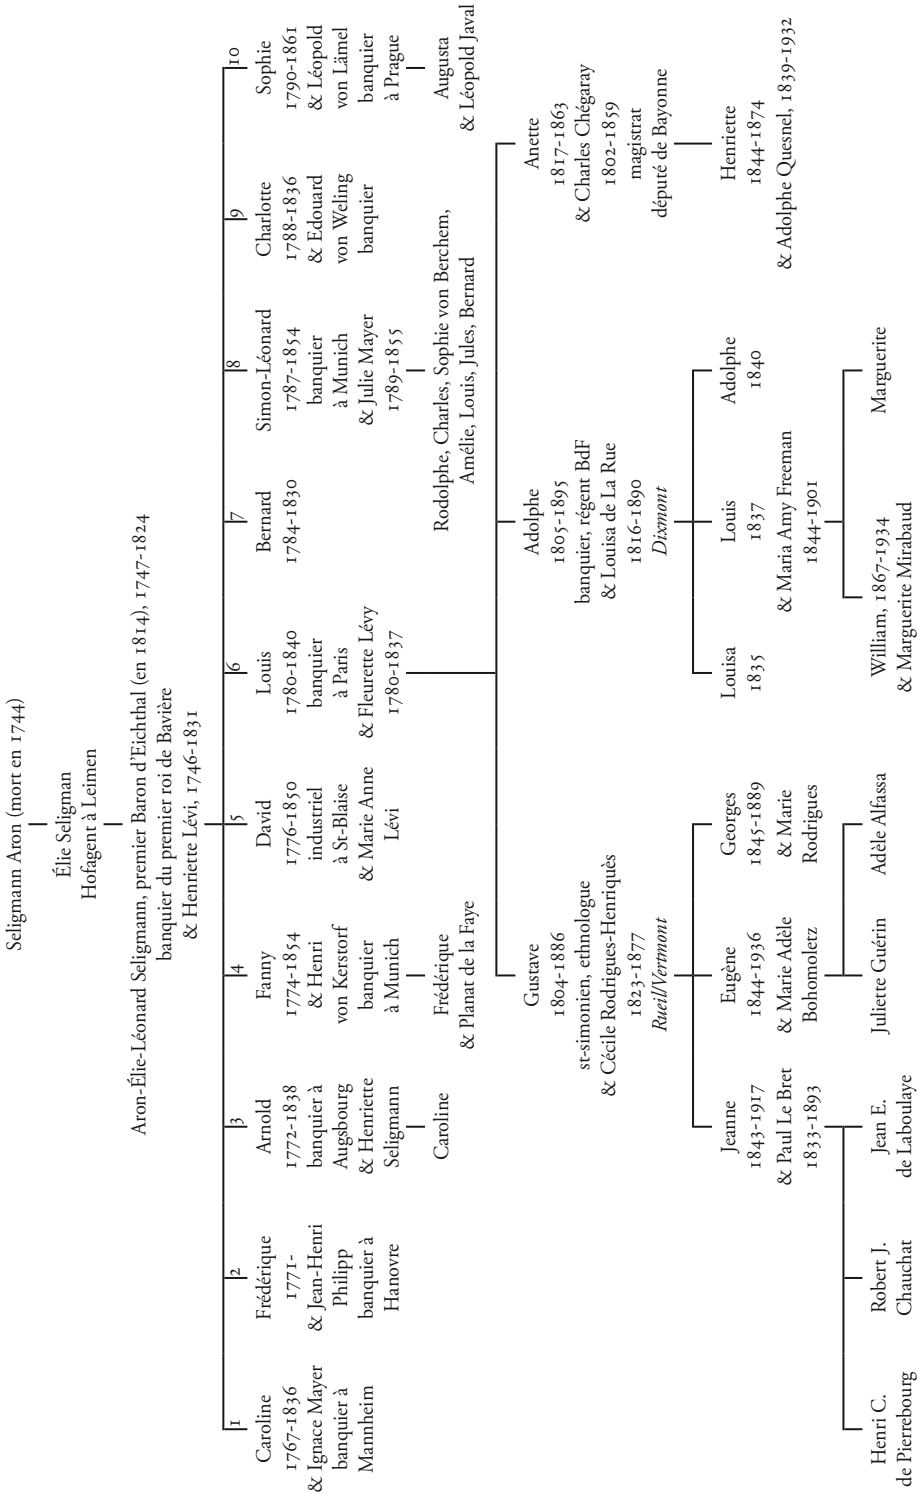 Seligmann Aron (mort en 1744)
Élie Seligman
Hofagent à Leimen
Aron-Élie-Léonard Seligmann, premier Baron d'Eichthal (en 1814), 1747-1824
banquier du premier roi de Bavière
& Henriette Lévi, 1746-1831
1
Caroline
1767-1836
& Ignace Mayer
banquier à
Mannheim
2
Frédérique
1771-
& Jean-Henri
Philipp
banquier à
Hanovre
3
Arnold
1772-1838
banquier à
Augsbourg
& Henriette
Seligmann
Caroline
4
Fanny
1774-1854
& Henri
von Kerstorf
banquier
à Munich
Frédérique
& Planat de la Faye
5
David
1776-1850
industriel
à St-Blaise
& Marie Anne
Lévi
6
Louis
1780-1840
banquier
à Paris
& Fleurette Lévy
1780-1837
7
Bernard
1784-1830
8
Simon-Léonard
1787-1854
banquier
à Munich
& Julie Mayer
1789-1855
Rodolphe, Charles, Sophie von Berchem,
Amélie, Louis, Jules, Bernard
9
Charlotte
1788-1836
& Edouard
von Weling
banquier
10
Sophie
1790-1861
& Léopold
von Lämel
banquier
à Prague
Augusta
& Léopold Javal
Gustave
1804-1886
st-simonien, ethnologue
& Cécile Rodrigues-Henriquès
1823-1877
Rueil/Vertmont
Adolphe
1805-1895
banquier, régent BdF
& Louisa de La Rue
1816-1890
Dixmont
Anette
1817-1863
& Charles Chégaray
1802-1859
magistrat
député de Bayonne
Jeanne
1843-1917
& Paul Le Bret
1833-1893
Eugène
1844-1936
& Marie Adèle
Bohomoletz
Georges
1845-1889
& Marie
Rodrigues
Louisa
1835
Louis
1837
& Maria Amy Freeman
1844-1901
Adolphe
1840
Henriette
1844-1874
& Adolphe Quesnel, 1839-1932
Henri C.
de Pierrebourg
Robert J.
Chauchat
Jean E.
de Laboulaye
Juliette Guérin
Adèle Alfassa
William, 1867-1934
& Marguerite Mirabaud
Marguerite